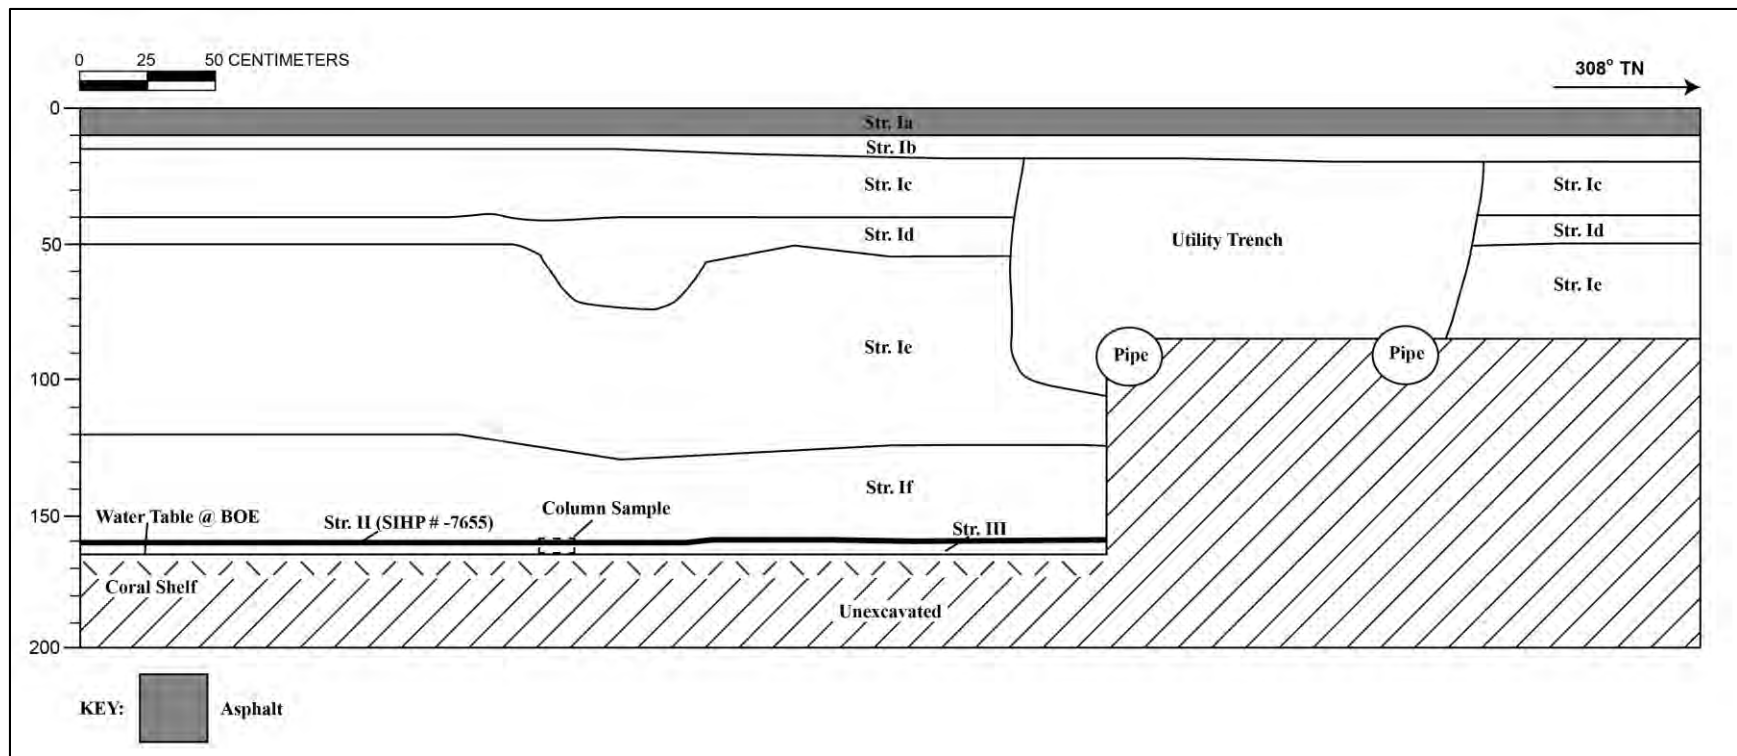 0 25 50 CENTIMETERS
308° TN
0
Str. Ia
Str. Ib
Str. Ic
Str. Ic
Str. Id
Str. Id
50
Utility Trench
Str. Ie
Str. Ie
Pipe
Pipe
100
Str. If
150
Water Table @ BOE
Str. II (SIHP # -7655)
Column Sample
Str. III
Coral Shelf
Unexcavated
200
KEY:
Asphalt